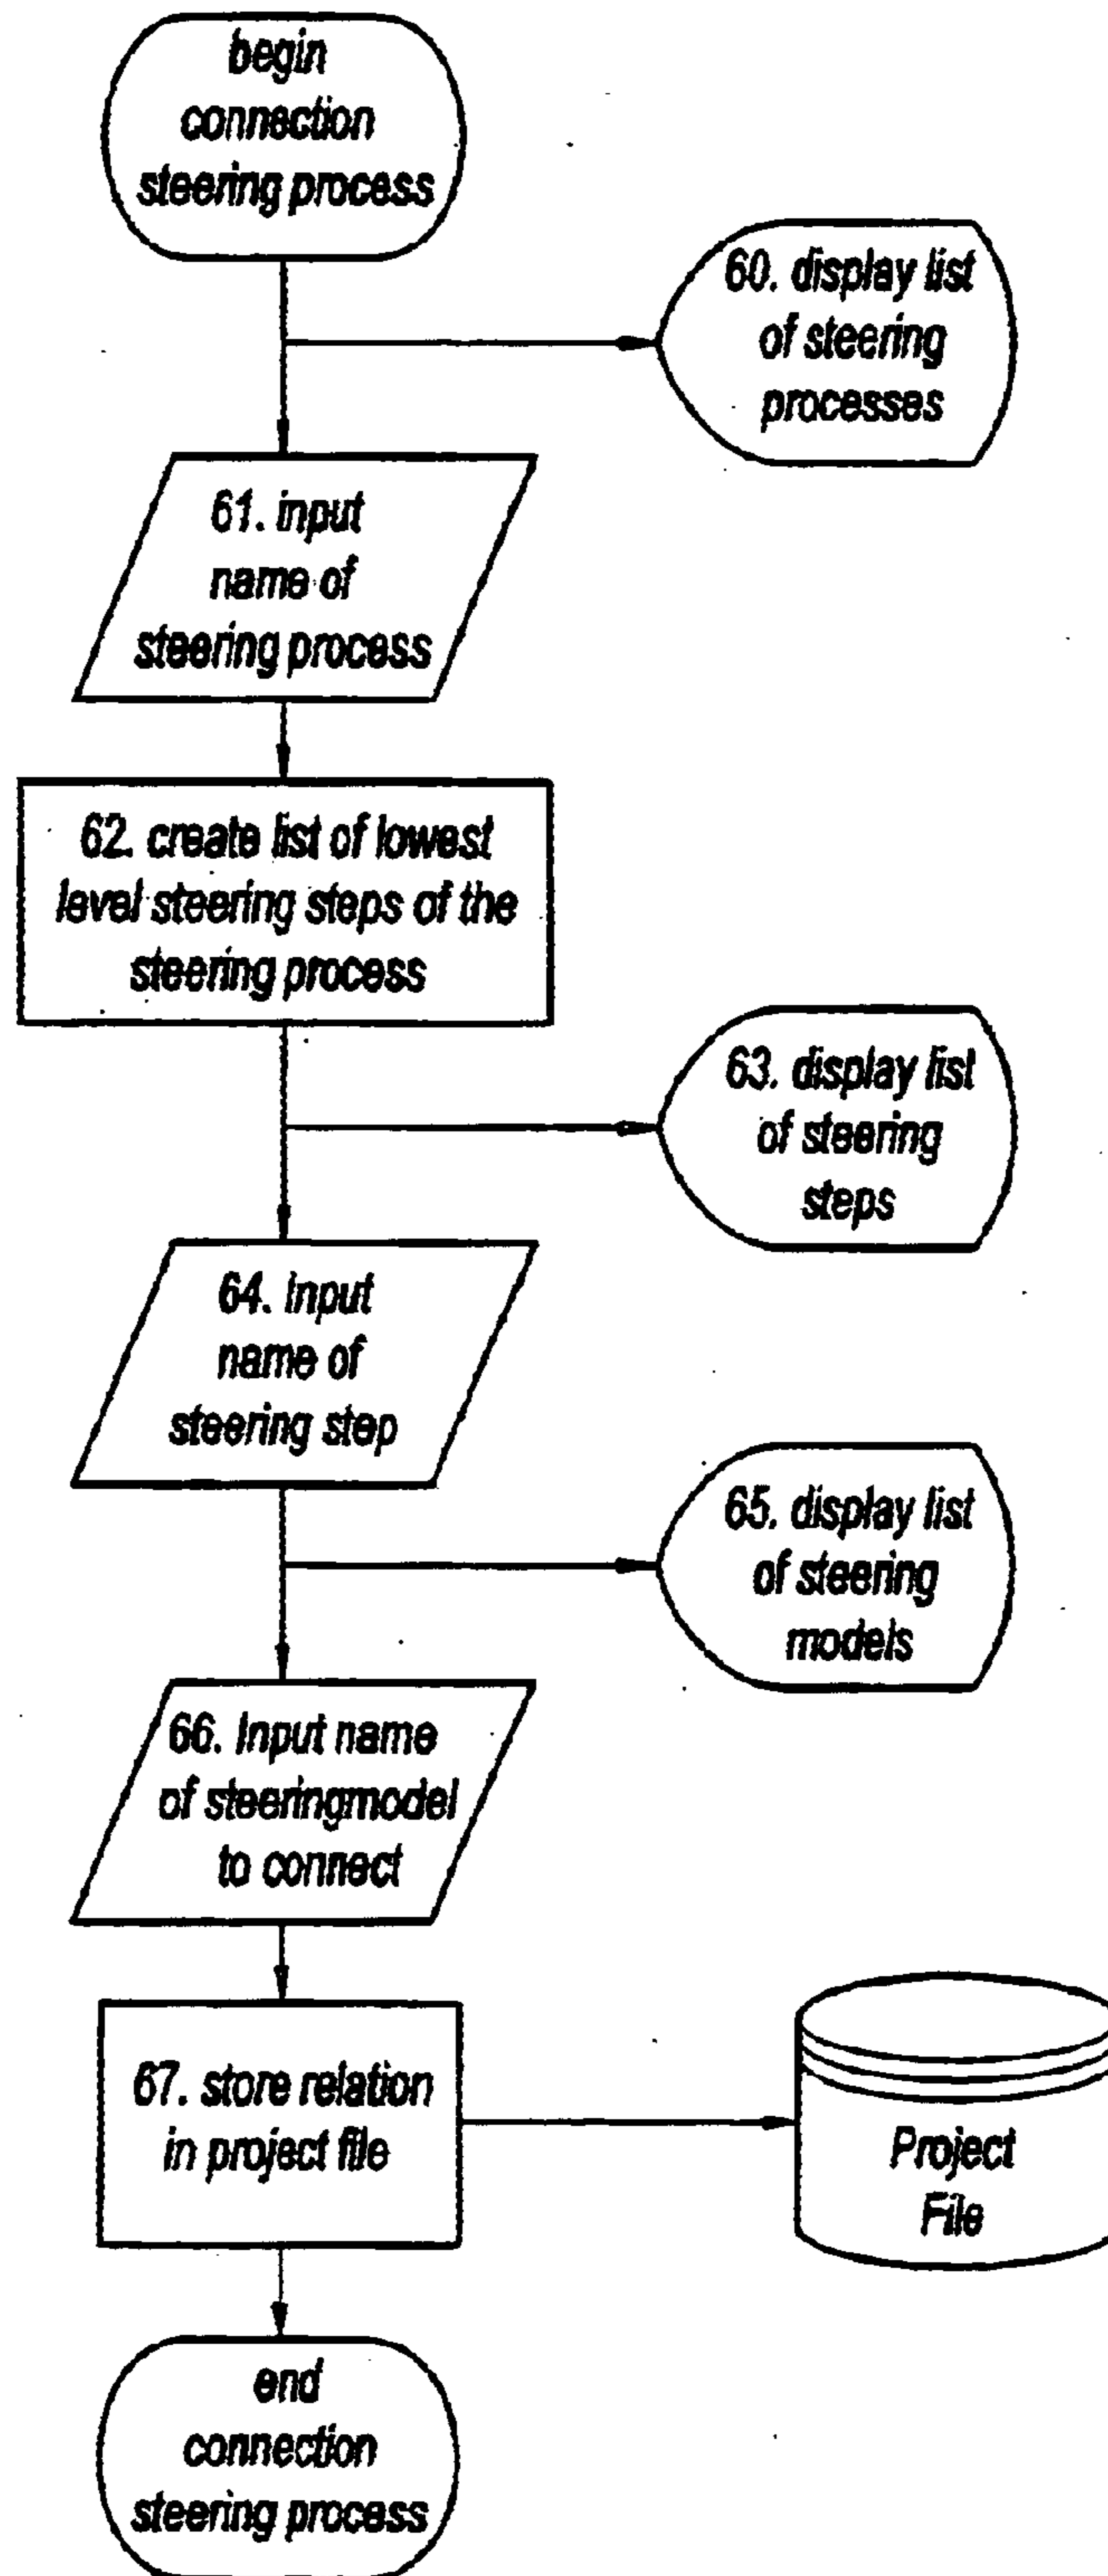 begin
connection
steering process
60. display list
of steering
processes
61. input
name of
steering process
62. create list of lowest
level steering steps of the
steering process
63. display list
of steering
steps
64. input
name of
steering step
65. display list
of steering
models
66. Input name
of steeringmodel
to connect
67. store relation
in project file
Project
File
end
connection
steering process